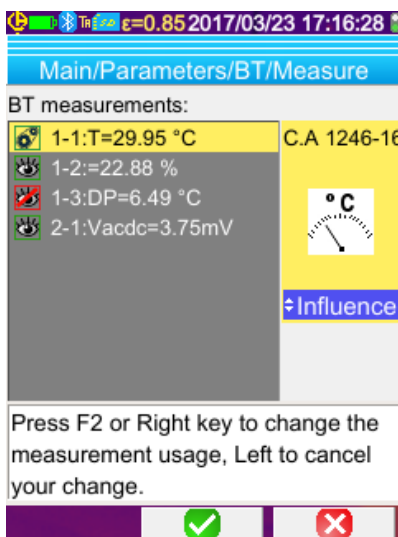 ε=0.85 2017/03/23 17:16:28
Main/Parameters/BT/Measure
BT measurements:
1-1:T=29.95 °C
1-2:=22.88 %
1-3:DP=6.49 °C
2-1:Vacdc=3.75mV
C.A 1246-16
°C
Influence
Press F2 or Right key to change the
measurement usage, Left to cancel
your change.